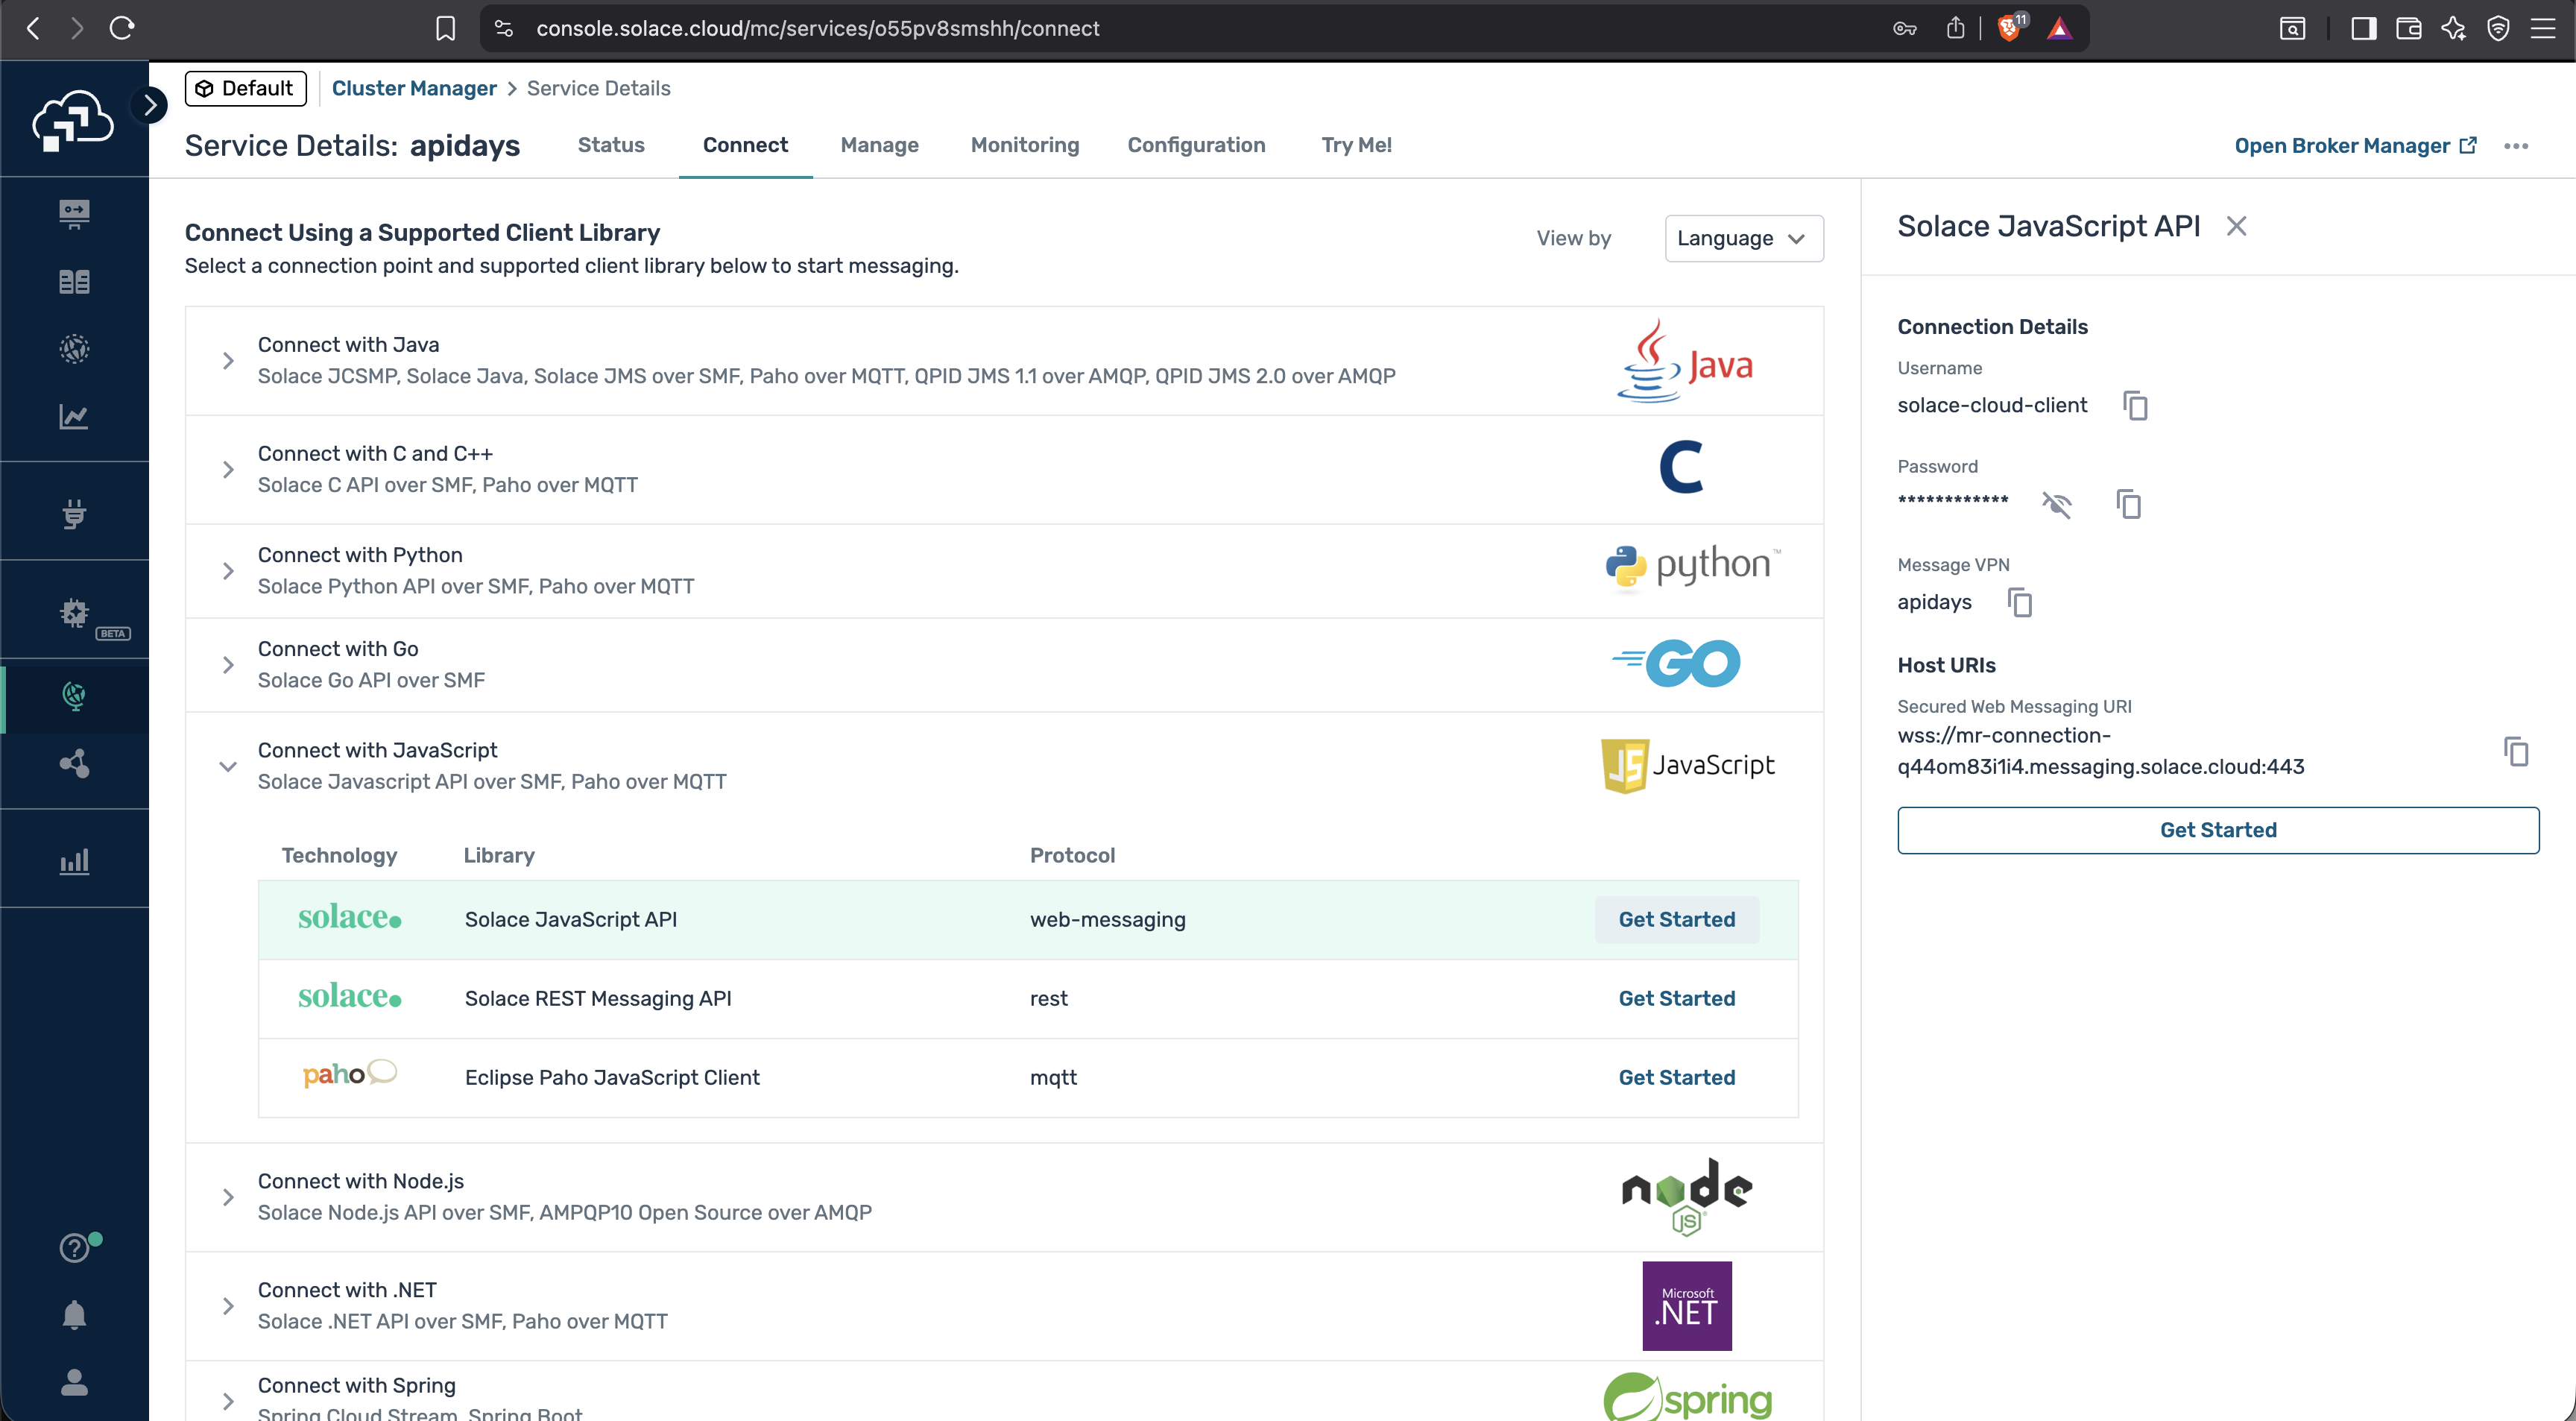 console.solace.cloud/mc/services/o55pv8smshh/connect
11
Default
Cluster Manager > Service Details
Service Details: apidays
Status
Connect
Manage
Monitoring
Configuration
Try Me!
Open Broker Manager
Connect Using a Supported Client Library
Select a connection point and supported client library below to start messaging.
View by
Language
Connect with Java
Solace JCSMP, Solace Java, Solace JMS over SMF, Paho over MQTT, QPID JMS 1.1 over AMQP, QPID JMS 2.0 over AMQP
Java
Connect with C and C++
Solace C API over SMF, Paho over MQTT
C
Connect with Python
Solace Python API over SMF, Paho over MQTT
python™
Connect with Go
Solace Go API over SMF
GO
Connect with JavaScript
Solace Javascript API over SMF, Paho over MQTT
JS JavaScript
Technology
Library
Protocol
solace.
Solace JavaScript API
web-messaging
Get Started
solace.
Solace REST Messaging API
rest
Get Started
paho
Eclipse Paho JavaScript Client
mqtt
Get Started
Connect with Node.js
Solace Node.js API over SMF, AMPQP10 Open Source over AMQP
node
JS
Connect with .NET
Solace .NET API over SMF, Paho over MQTT
Microsoft
.NET
Connect with Spring
Spring Cloud Stream, Spring Boot
spring
BETA
Solace JavaScript API
Connection Details
Username
solace-cloud-client
Password
************
Message VPN
apidays
Host URIs
Secured Web Messaging URI
wss://mr-connection-
q44om83i1i4.messaging.solace.cloud:443
Get Started